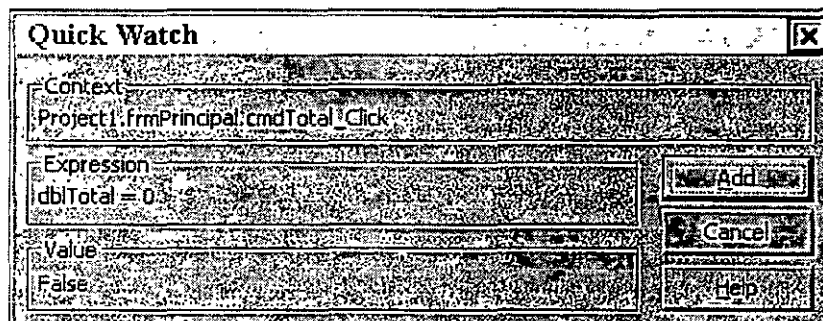 Quick Watch
Context
Project1.frmPrincipal.cmdTotal_Click
Expression
dblTotal = 0
Add
Cancel
Value
False
Help